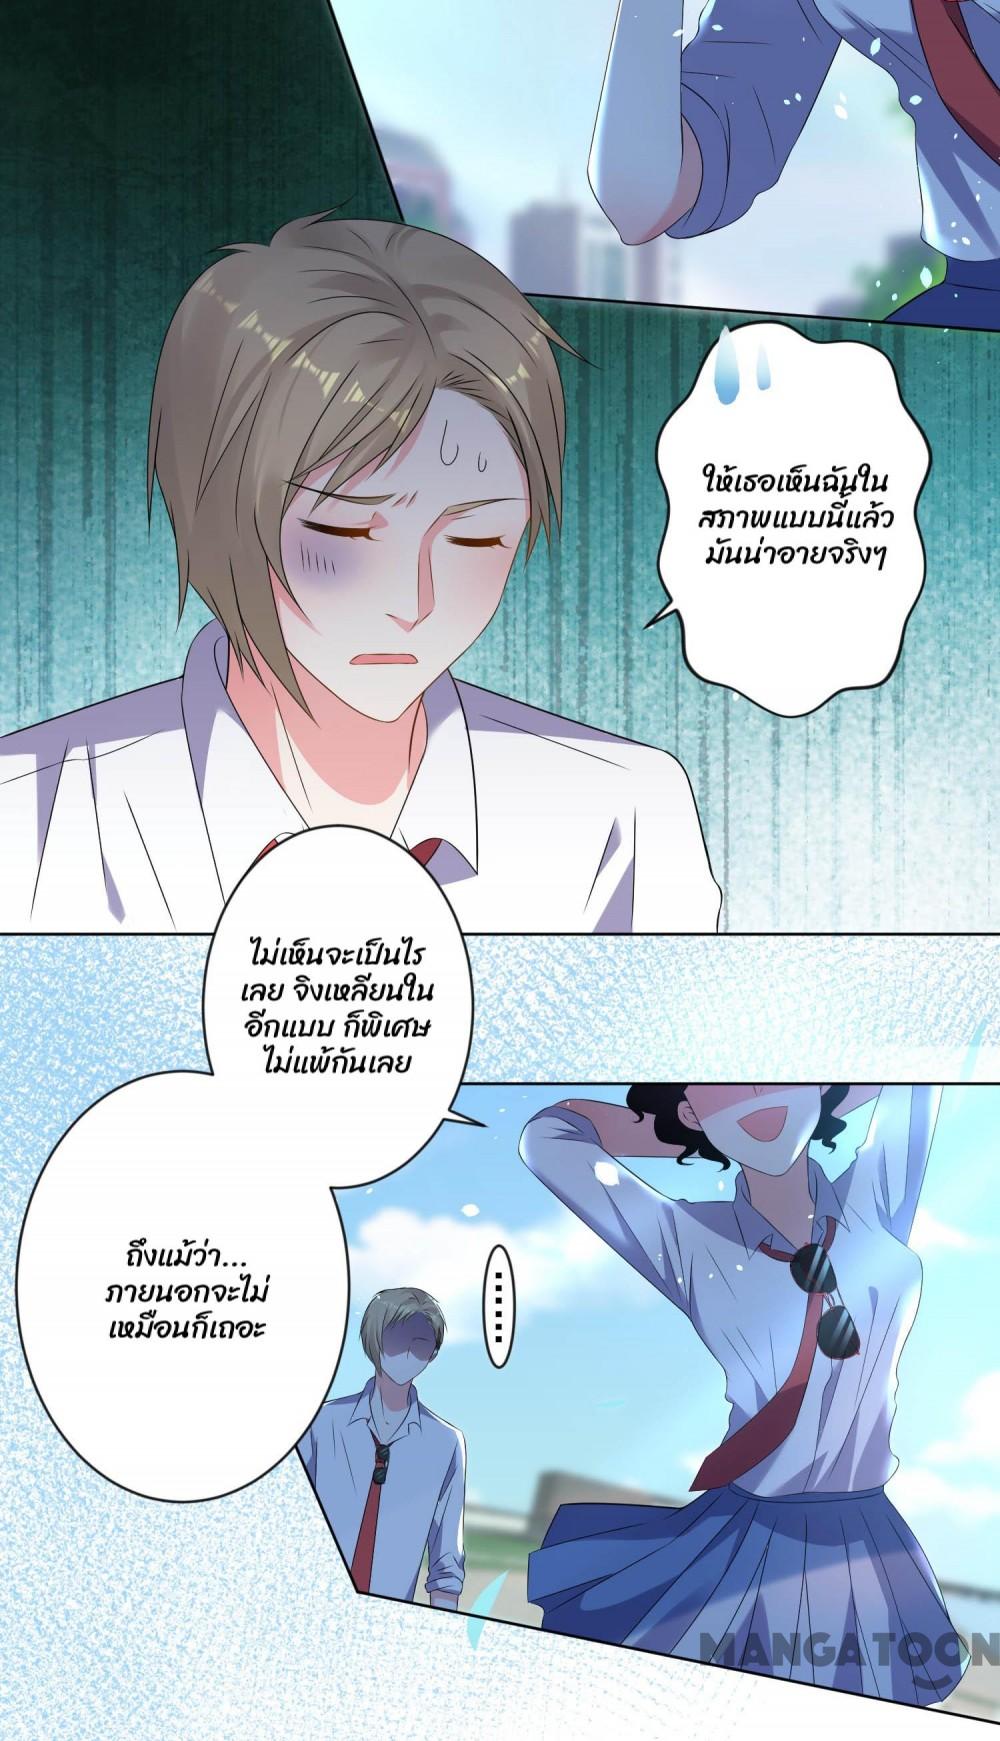 ให้เธอเห็นฉันใน
สภาพแบบนี้แล้ว
มันน่าอายจริงๆ
ไม่เห็นจะเป็นไร
เลย จิงเหลียนใน
อีกแบบ ก็พิเศษ
ไม่แพ้กันเลย
ถึงแม้ว่า...
ภายนอกจะไม่
เหมือนก็เถอะ
......
MANGATOON